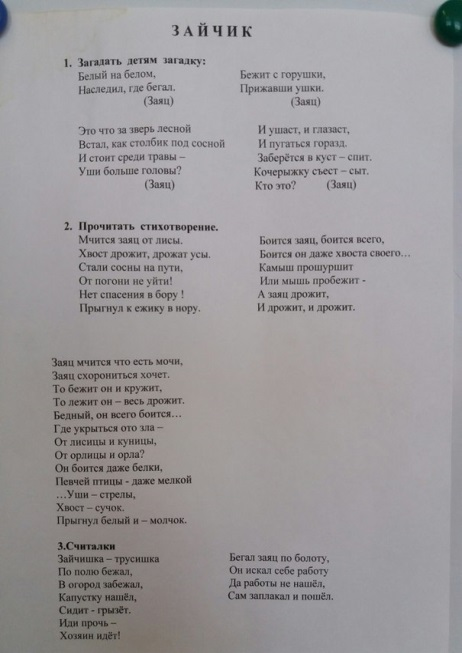 ЗАЙЧИК
1. Загадать детям загадку:
Белый на белом,
Наследил, где бегал.
(Заяц)
Бежит с горушки,
Прижавши ушки.
(Заяц)
Это что за зверь лесной
Встал, как столбик под сосной
И стоит среди травы –
Уши больше головы?
(Заяц)
И ушаст, и глазаст,
И пугаться горазд.
Заберётся в куст – спит.
Кочерыжку съест – сыт.
Кто это? (Заяц)
2. Прочитать стихотворение.
Мчится заяц от лисы.
Хвост дрожит, дрожат усы.
Стали сосны на пути,
От погони не уйти!
Нет спасения в бору !
Прыгнул к ежику в нору.
Боится заяц, боится всего,
Боится он даже хвоста своего…
Камыш прошуршит
Или мышь пробежит -
А заяц дрожит,
И дрожит, и дрожит.
Заяц мчится что есть мочи,
Заяц схорониться хочет.
То бежит он и кружит,
То лежит он – весь дрожит.
Бедный, он всего боится…
Где укрыться ото зла –
От лисицы и куницы,
От орлицы и орла?
Он боится даже белки,
Певчей птицы - даже мелкой
…Уши – стрелы,
Хвост – сучок.
Прыгнул белый и – молчок.
3.Считалки
Зайчишка – трусишка
По полю бежал,
В огород забежал,
Капустку нашёл,
Сидит - грызёт.
Иди прочь –
Хозяин идёт!
Бегал заяц по болоту,
Он искал себе работу
Да работы не нашёл,
Сам заплакал и пошёл.